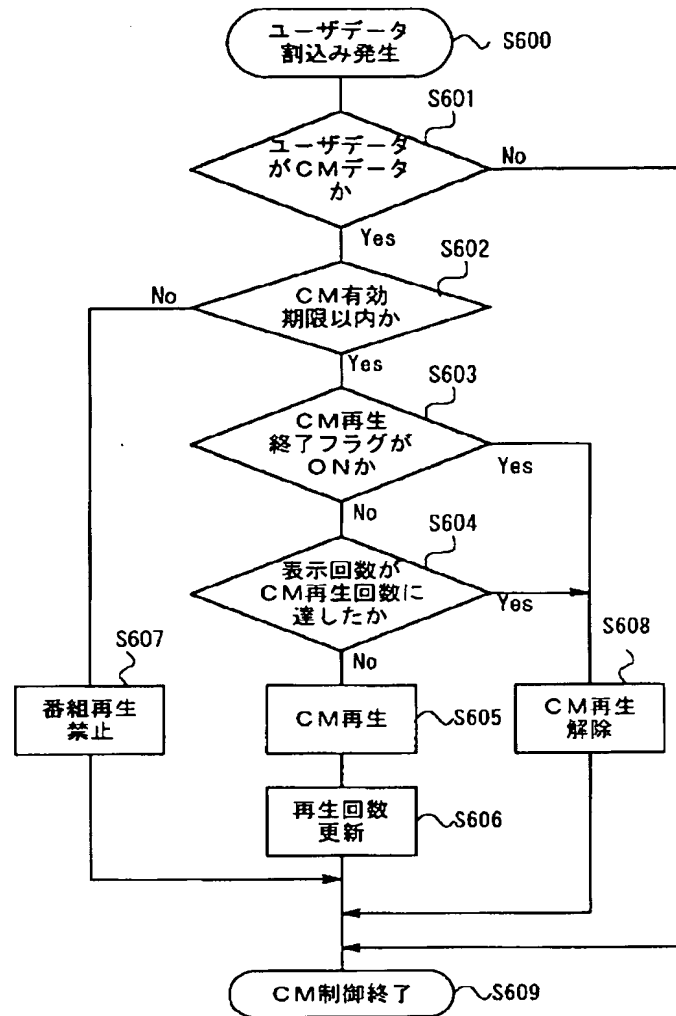 ユーザデータ
割込み発生
S600
S601
ユーザデータ
がCMデータ
か
No
Yes
S602
No
CM有効
期限以内か
Yes
S603
CM再生
終了フラグが
ONか
Yes
No
S604
表示回数が
CM再生回数に
達したか
Yes
No
S607
番組再生
禁止
CM再生
S605
S608
CM再生
解除
再生回数
更新
S606
CM制御終了
S609